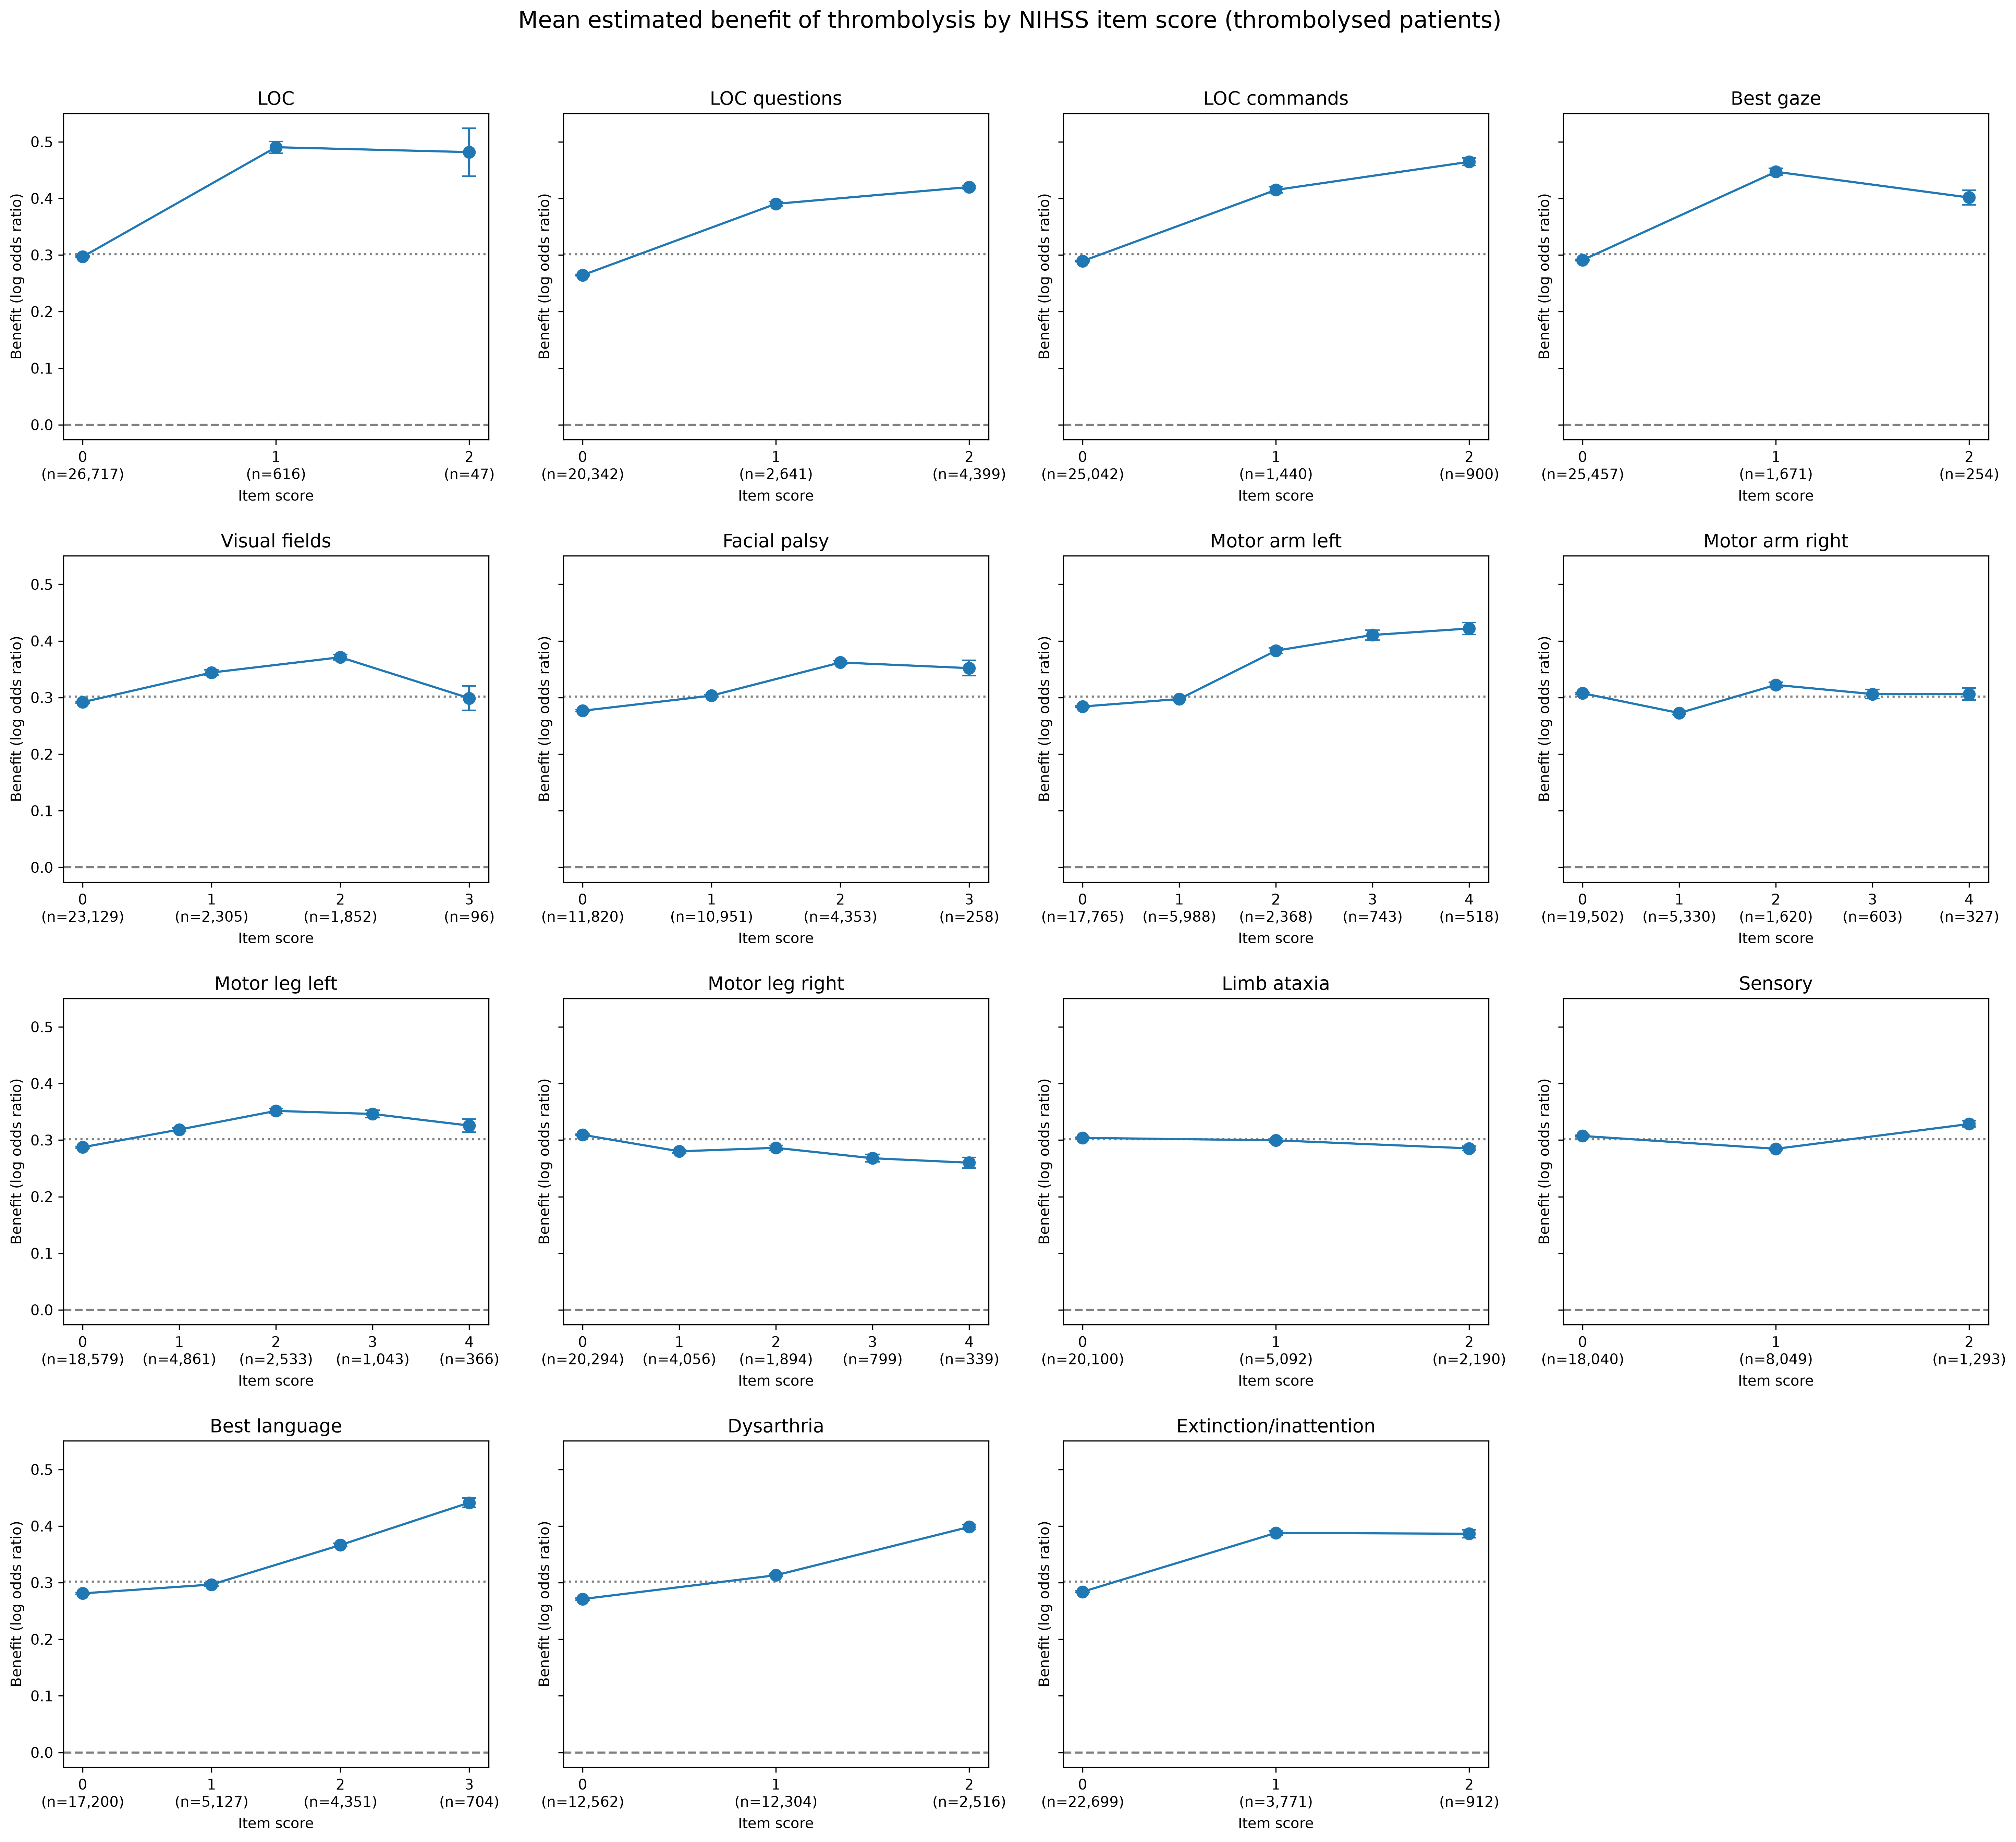 Mean estimated benefit of thrombolysis by NIHSS item score (thrombolysed patients)
LOC
Benefit (log odds ratio)
0.5
0.4
0.3
0.2
0.1
0.0
0 1 2
(n=26,717) (n=616) (n=47)
Item score
LOC questions
Benefit (log odds ratio)
0 1 2
(n=20,342) (n=2,641) (n=4,399)
Item score
LOC commands
Benefit (log odds ratio)
0 1 2
(n=25,042) (n=1,440) (n=900)
Item score
Best gaze
Benefit (log odds ratio)
0 1 2
(n=25,457) (n=1,671) (n=254)
Item score
Visual fields
Benefit (log odds ratio)
0.5
0.4
0.3
0.2
0.1
0.0
0 1 2 3
(n=23,129) (n=2,305) (n=1,852) (n=96)
Item score
Facial palsy
Benefit (log odds ratio)
0 1 2 3
(n=11,820) (n=10,951) (n=4,353) (n=258)
Item score
Motor arm left
Benefit (log odds ratio)
0 1 2 3 4
(n=17,765) (n=5,988) (n=2,368) (n=743) (n=518)
Item score
Motor arm right
Benefit (log odds ratio)
0 1 2 3 4
(n=19,502) (n=5,330) (n=1,620) (n=603) (n=327)
Item score
Motor leg left
Benefit (log odds ratio)
0.5
0.4
0.3
0.2
0.1
0.0
0 1 2 3 4
(n=18,579) (n=4,861) (n=2,533) (n=1,043) (n=366)
Item score
Motor leg right
Benefit (log odds ratio)
0 1 2 3 4
(n=20,294) (n=4,056) (n=1,894) (n=799) (n=339)
Item score
Limb ataxia
Benefit (log odds ratio)
0 1 2
(n=20,100) (n=5,092) (n=2,190)
Item score
Sensory
Benefit (log odds ratio)
0 1 2
(n=18,040) (n=8,049) (n=1,293)
Item score
Best language
Benefit (log odds ratio)
0.5
0.4
0.3
0.2
0.1
0.0
0 1 2 3
(n=17,200) (n=5,127) (n=4,351) (n=704)
Item score
Dysarthria
Benefit (log odds ratio)
0 1 2
(n=12,562) (n=12,304) (n=2,516)
Item score
Extinction/inattention
Benefit (log odds ratio)
0 1 2
(n=22,699) (n=3,771) (n=912)
Item score